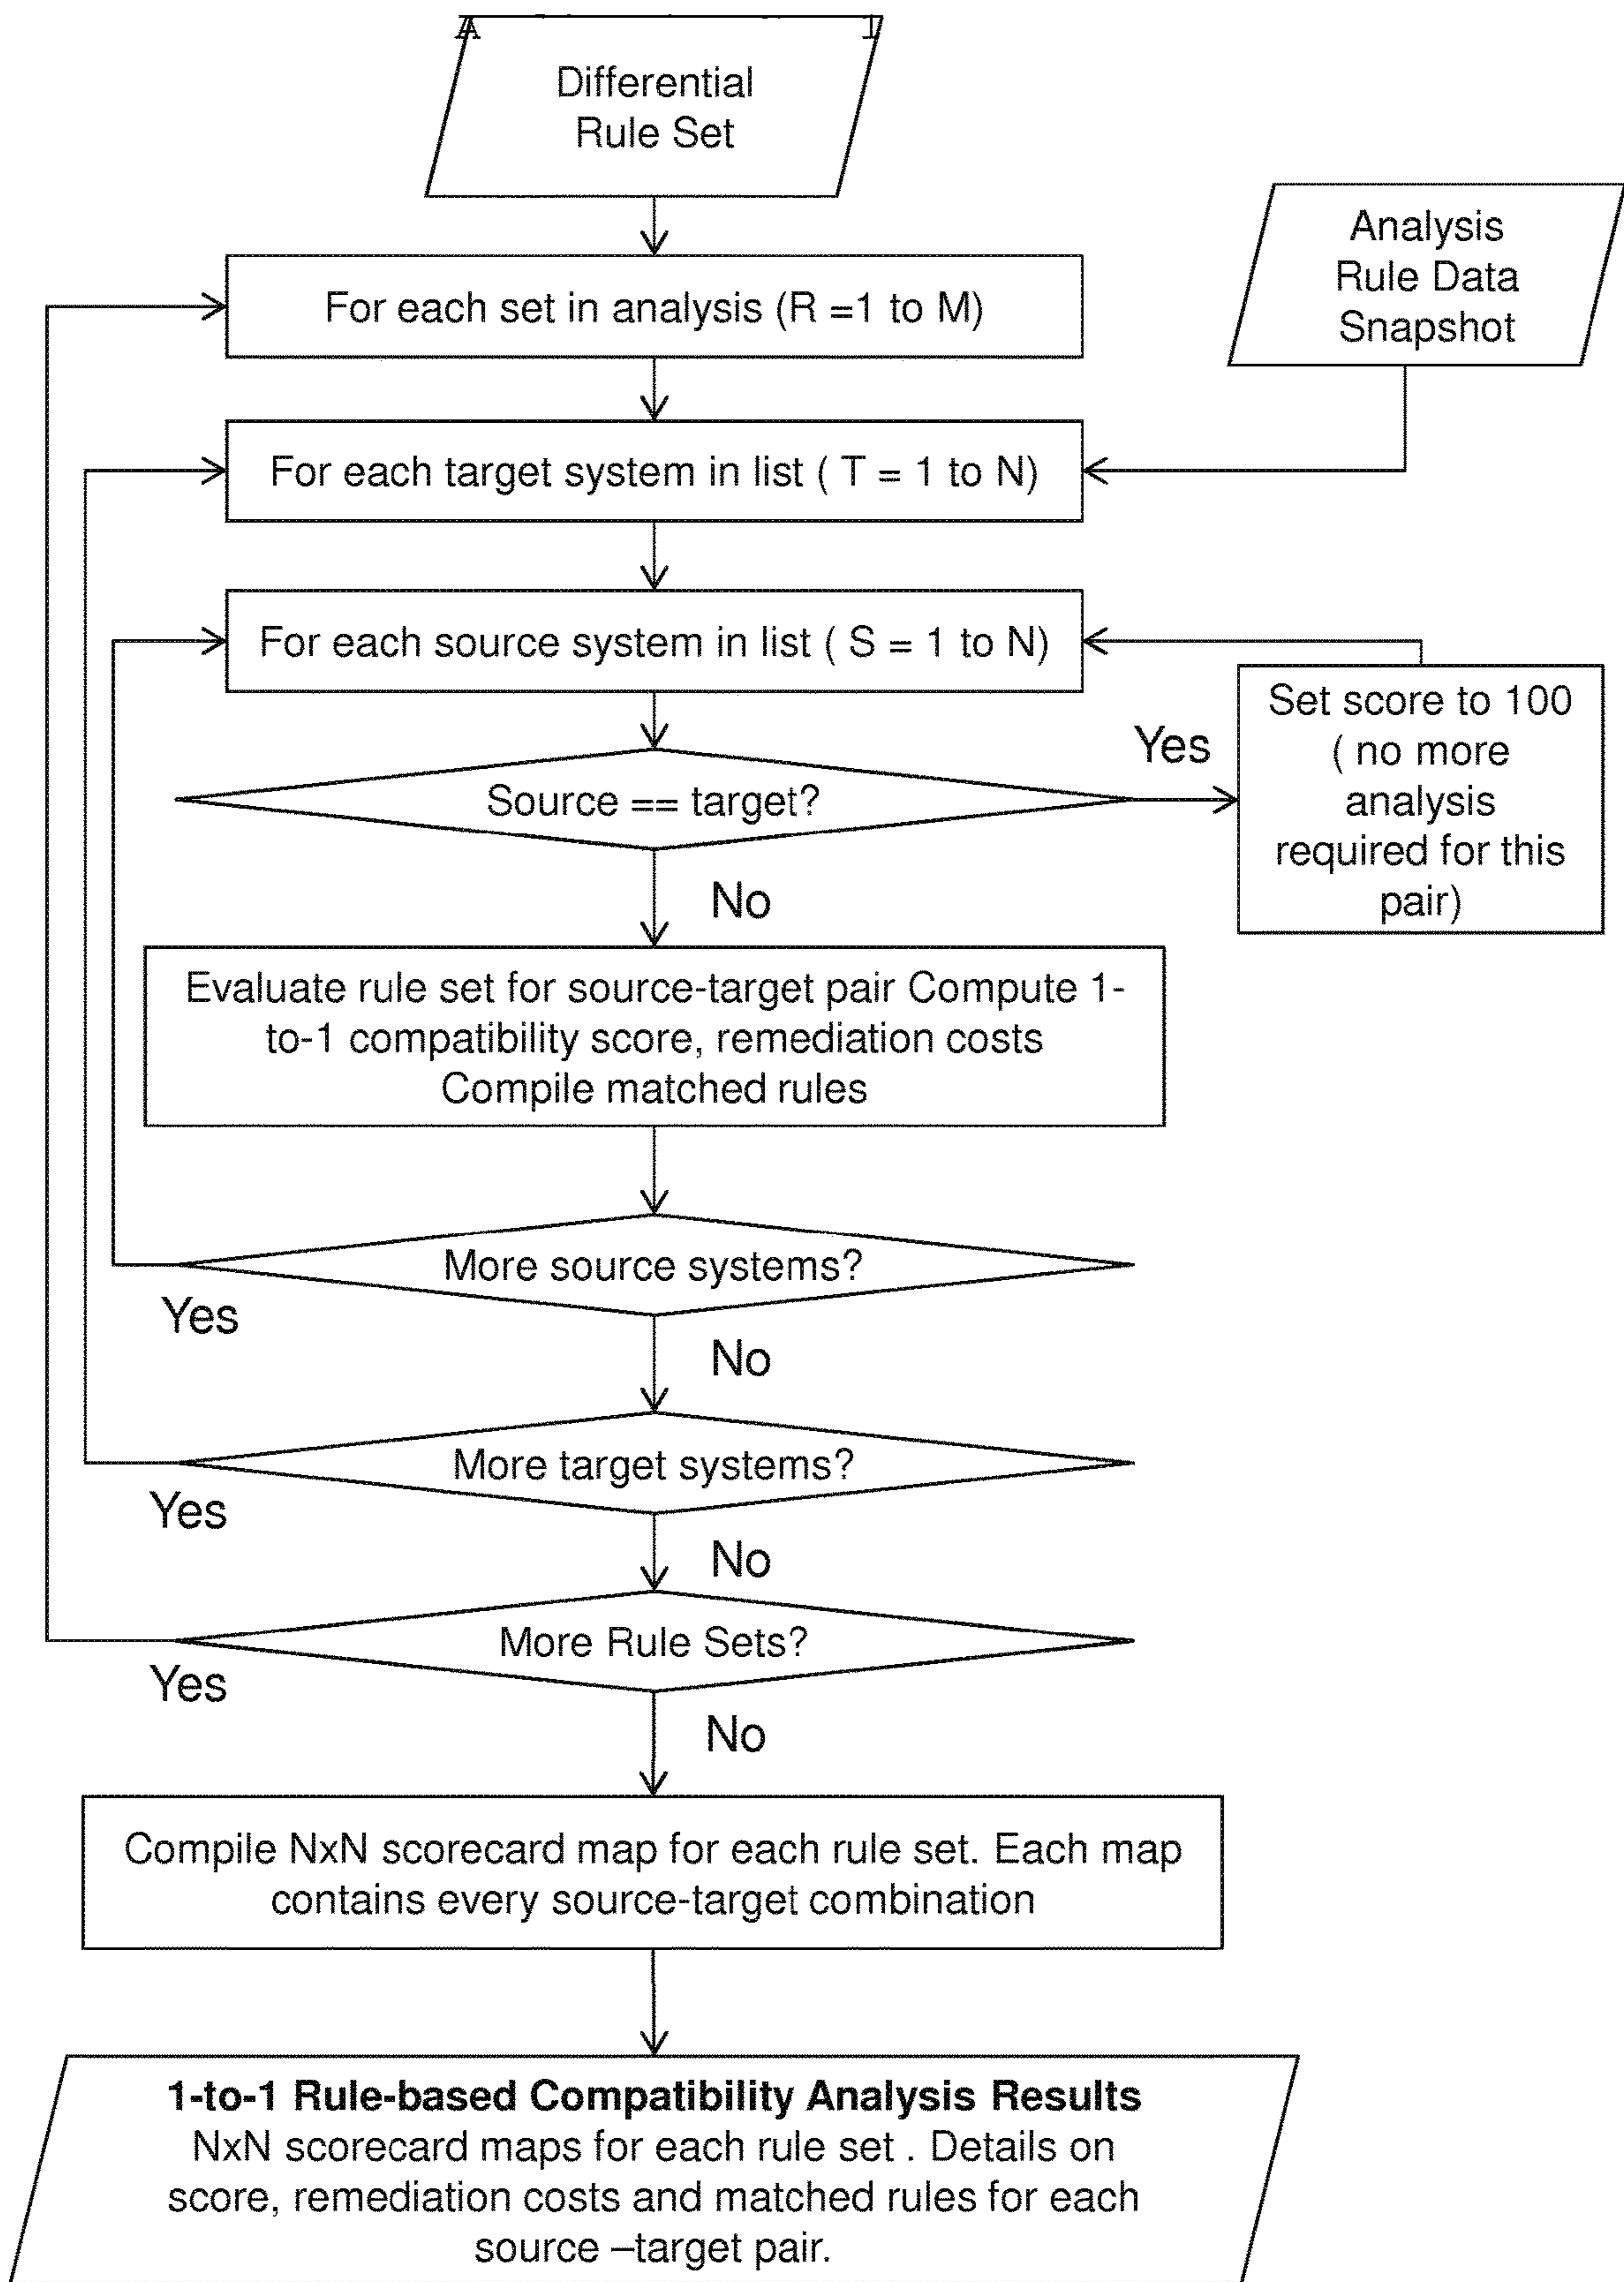 Differential
Rule Set
Analysis
Rule Data
Snapshot
For each set in analysis (R =1 to M)
For each target system in list ( T = 1 to N)
For each source system in list ( S = 1 to N)
Set score to 100
( no more
analysis
required for this
pair)
Yes
Source == target?
No
Evaluate rule set for source-target pair Compute 1-
to-1 compatibility score, remediation costs
Compile matched rules
More source systems?
Yes
No
More target systems?
Yes
No
More Rule Sets?
Yes
No
Compile NxN scorecard map for each rule set. Each map
contains every source-target combination
1-to-1 Rule-based Compatibility Analysis Results
NxN scorecard maps for each rule set . Details on
score, remediation costs and matched rules for each
source –target pair.